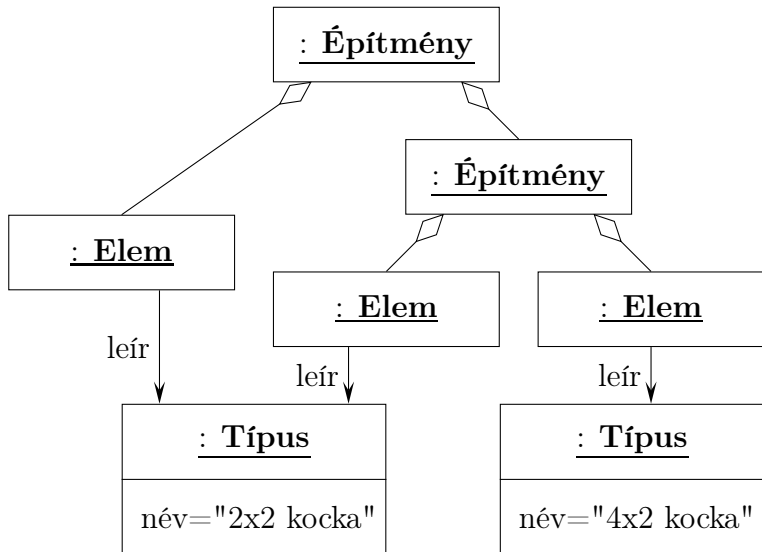 : Építmény
: Építmény
: Elem
: Elem
: Elem
leír
leír
leír
: Típus
név="2x2 kocka"
: Típus
név="4x2 kocka"